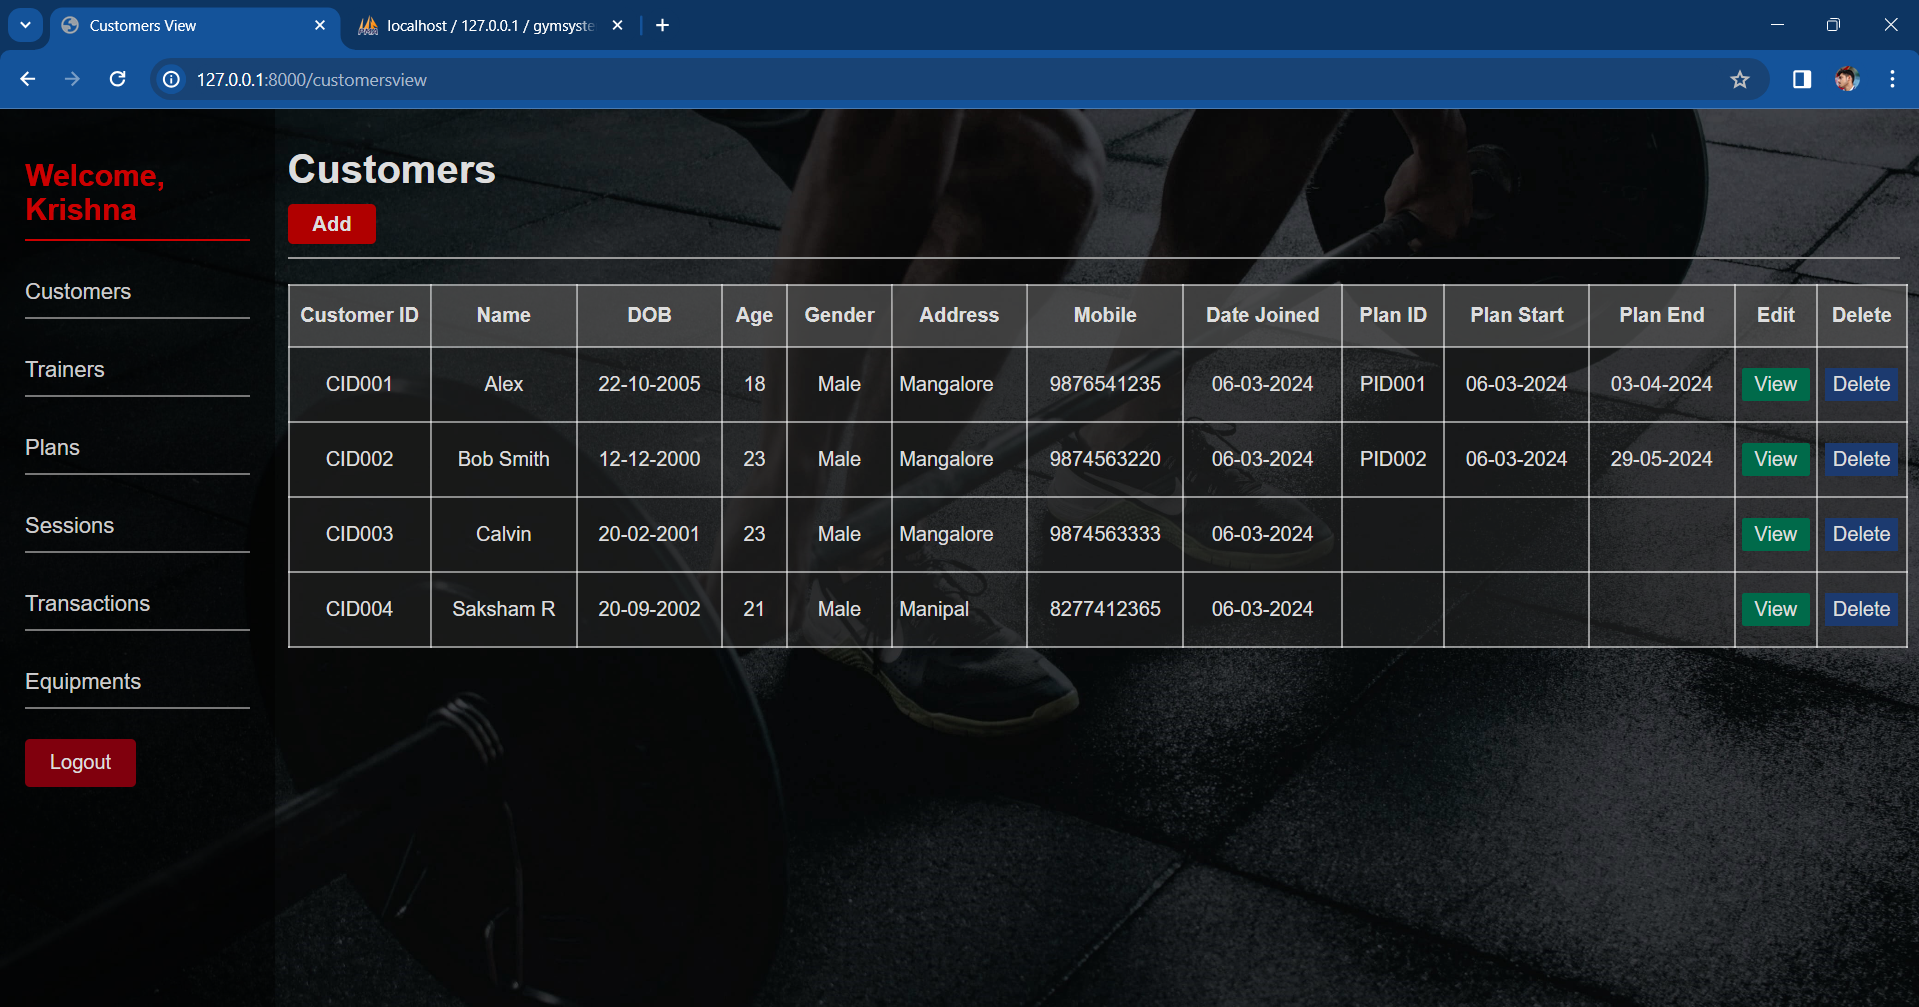 Customers View
localhost / 127.0.0.1 / gymsyste
127.0.0.1:8000/customersview
Welcome,
Krishna
Customers
Trainers
Plans
Sessions
Transactions
Equipments
Logout
Customers
Add
Customer ID Name DOB Age Gender Address Mobile Date Joined Plan ID Plan Start Plan End Edit Delete
CID001 Alex 22-10-2005 18 Male Mangalore 9876541235 06-03-2024 PID001 06-03-2024 03-04-2024 View Delete
CID002 Bob Smith 12-12-2000 23 Male Mangalore 9874563220 06-03-2024 PID002 06-03-2024 29-05-2024 View Delete
CID003 Calvin 20-02-2001 23 Male Mangalore 9874563333 06-03-2024 View Delete
CID004 Saksham R 20-09-2002 21 Male Manipal 8277412365 06-03-2024 View Delete